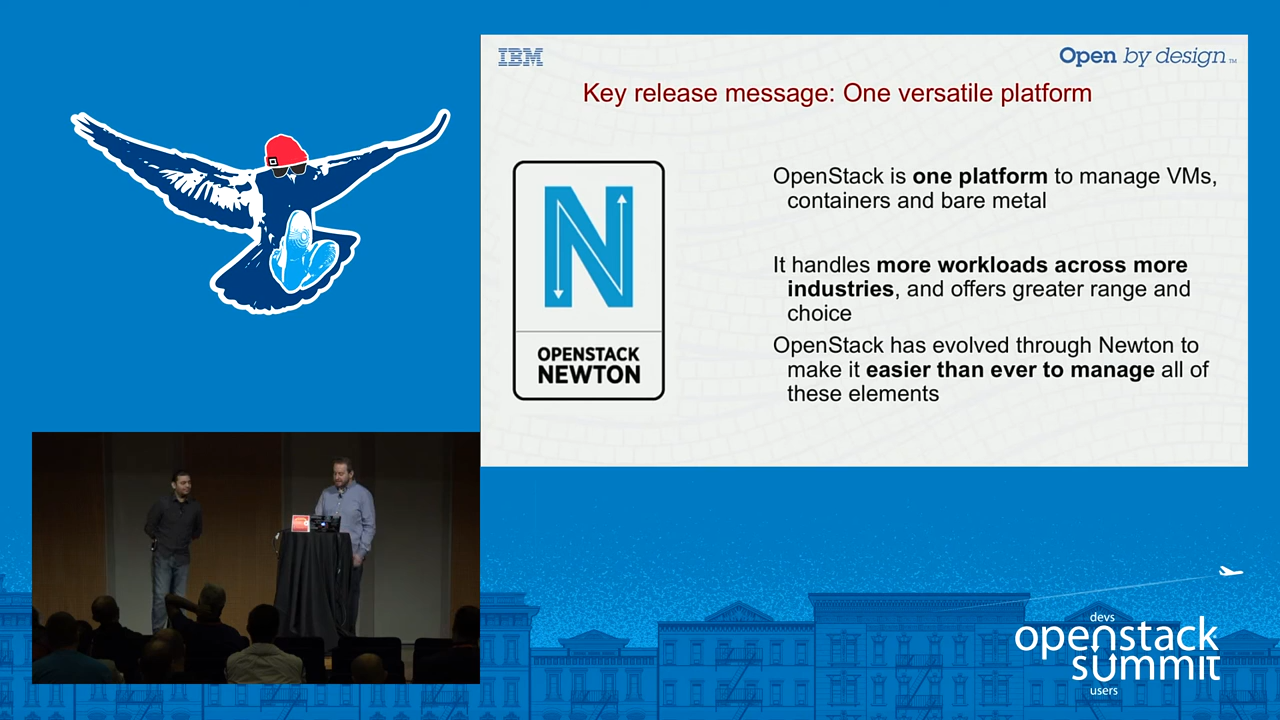 IBM
Open by design™
Key release message: One versatile platform
N
OPENSTACK
NEWTON
OpenStack is one platform to manage VMs,
containers and bare metal
It handles more workloads across more
industries, and offers greater range and
choice
OpenStack has evolved through Newton to
make it easier than ever to manage all of
these elements
devs
openstack
summit
users